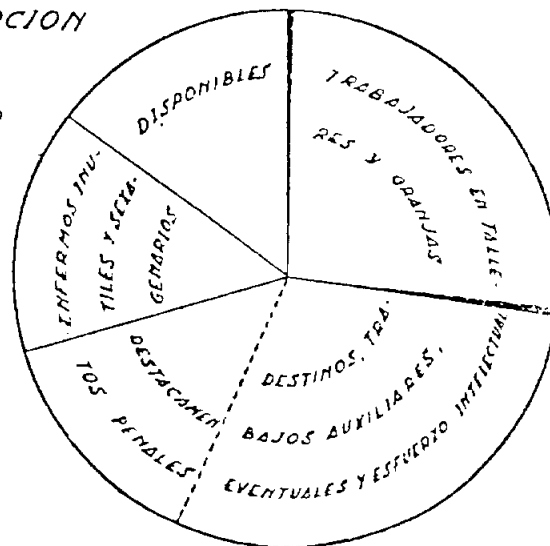 DISPONIBLES
TRABAJADORES EN TALLE-
RES Y GRANJAS
DESTINOS, TRA-
BAJOS AUXILIARES,
EVENTUALES Y ESFUERZO INTELECTUAL
DESTACAMEN
TOS PENALES
ENFERMOS INU-
TILES Y SEXA-
GENARIOS